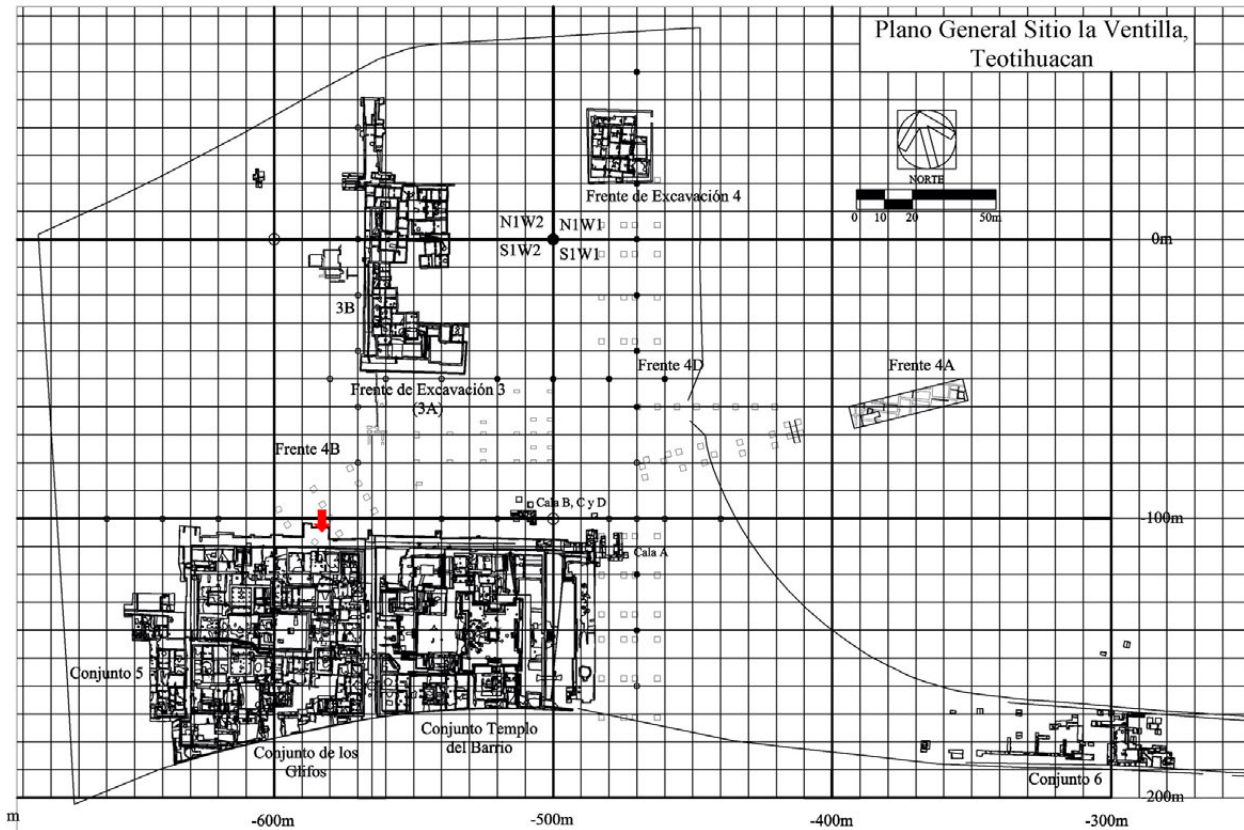 Plano General Sitio la Ventilla,
Teotihuacan
NORTE
0 10 20 50m
Frente de Excavación 4
N1W2 N1W1
S1W2 S1W1
0m
3B
Frente 4D
Frente 4A
Frente de Excavación 3
(3A)
Frente 4B
Cala B, C y D
-100m
Cala A
Conjunto 5
Conjunto Templo
del Barrio
Conjunto de los
Glifos
Conjunto 6
200m
m -600m -500m -400m -300m